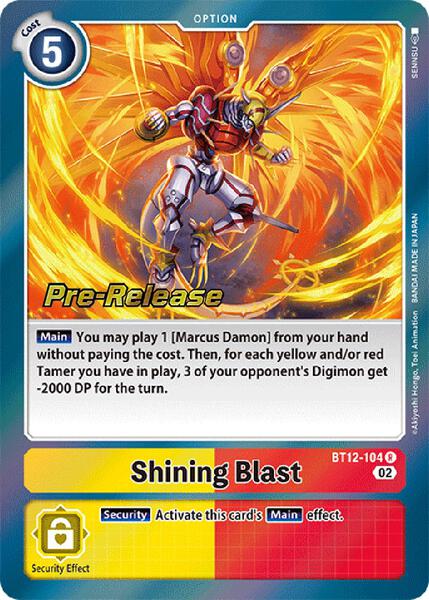 Cost
5
OPTION
SENNSU
Pre-Release
Main You may play 1 [Marcus Damon] from your hand
without paying the cost. Then, for each yellow and/or red
Tamer you have in play, 3 of your opponent's Digimon get
-2000 DP for the turn.
©Akiyoshi Hongo, Toei Animation BANDAI MADE IN JAPAN
BT12-104 R
Shining Blast
02
Security Activate this card's Main effect.
Security Effect